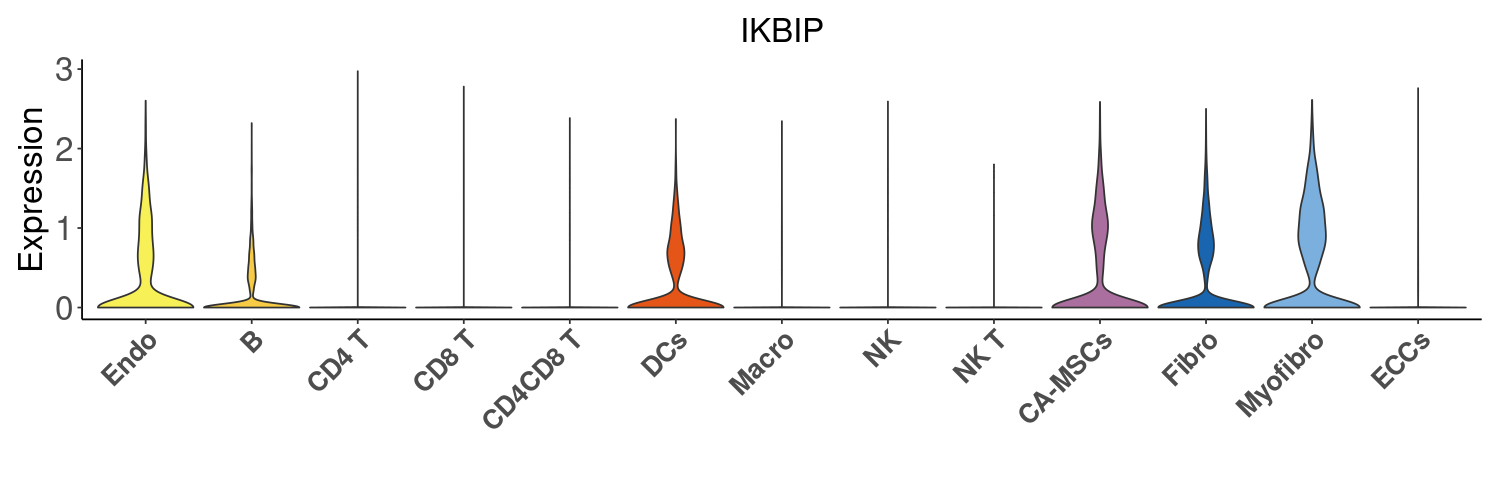 IKBIP
Expression
3
2
1
0
Endo
B
CD4 T
CD8 T
CD4CD8 T
DCs
Macro
NK
NK T
CA-MSCs
Fibro
Myofibro
ECCs